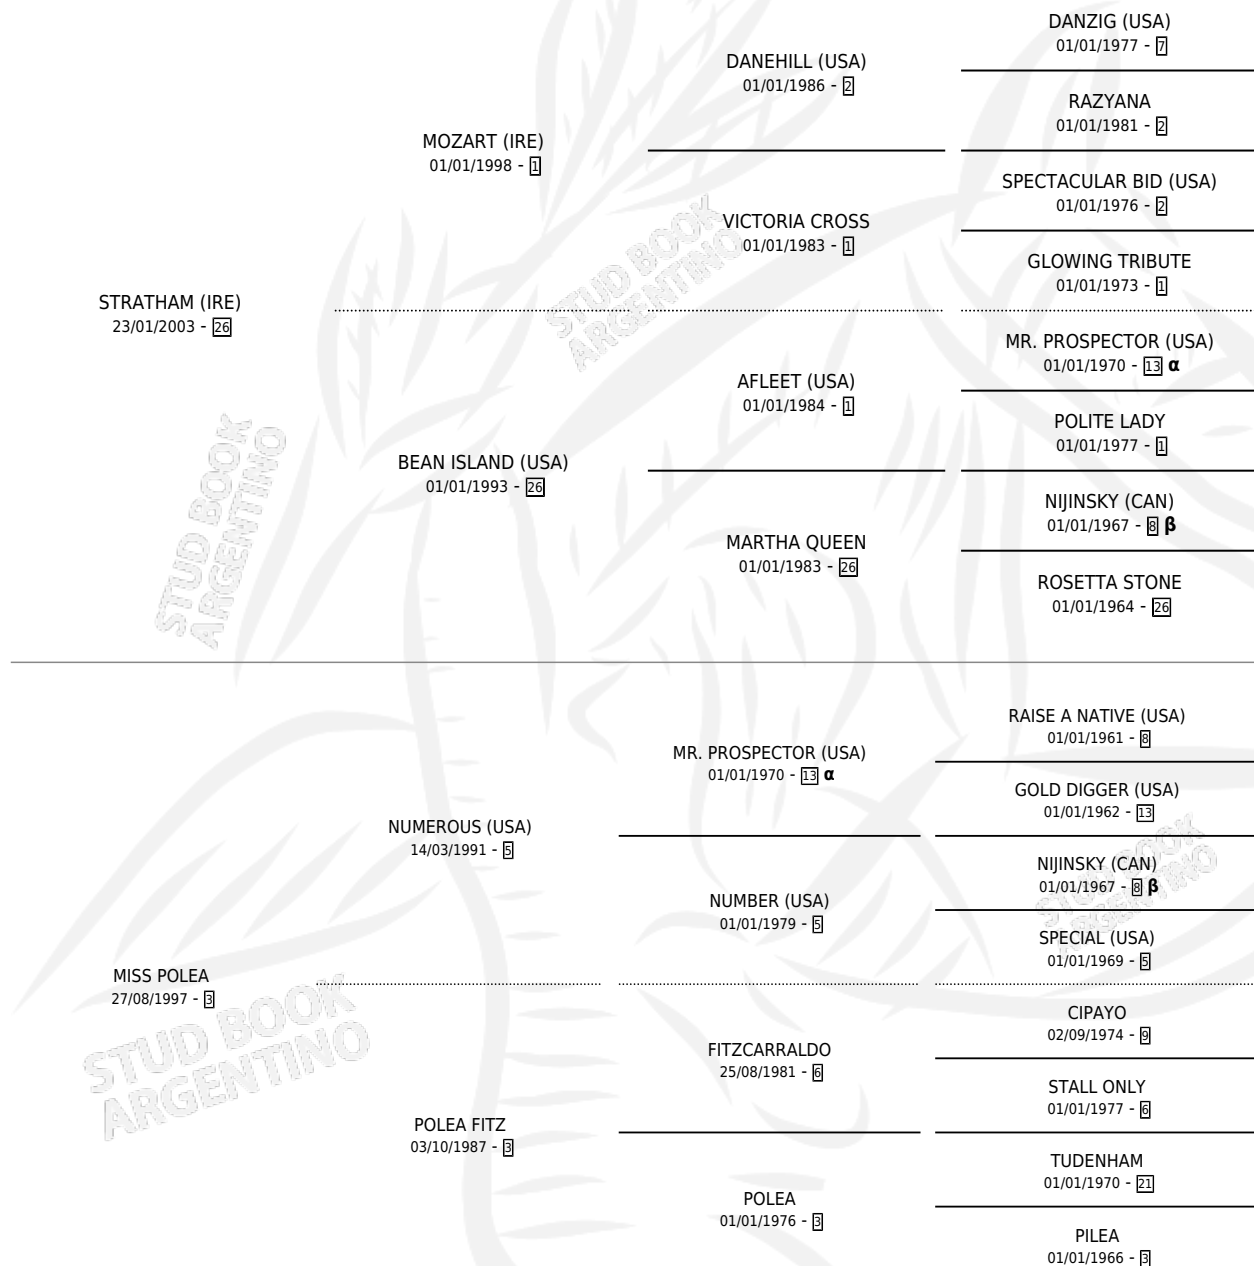 DANZIG (USA)
01/01/1977 - 7
DANEHILL (USA)
01/01/1986 - 2
RAZYANA
01/01/1981 - 2
MOZART (IRE)
01/01/1998 - 1
SPECTACULAR BID (USA)
01/01/1976 - 2
VICTORIA CROSS
01/01/1983 - 1
GLOWING TRIBUTE
01/01/1973 - 1
STRATHAM (IRE)
23/01/2003 - 26
MR. PROSPECTOR (USA)
01/01/1970 - 13 α
AFLEET (USA)
01/01/1984 - 1
POLITE LADY
01/01/1977 - 1
BEAN ISLAND (USA)
01/01/1993 - 26
NIJINSKY (CAN)
01/01/1967 - 8 β
MARTHA QUEEN
01/01/1983 - 26
ROSETTA STONE
01/01/1964 - 26
RAISE A NATIVE (USA)
01/01/1961 - 8
MR. PROSPECTOR (USA)
01/01/1970 - 13 α
GOLD DIGGER (USA)
01/01/1962 - 13
NUMEROUS (USA)
14/03/1991 - 5
NIJINSKY (CAN)
01/01/1967 - 8 β
NUMBER (USA)
01/01/1979 - 5
SPECIAL (USA)
01/01/1969 - 5
MISS POLEA
27/08/1997 - 3
CIPAYO
02/09/1974 - 9
FITZCARRALDO
25/08/1981 - 6
STALL ONLY
01/01/1977 - 6
POLEA FITZ
03/10/1987 - 3
TUDENHAM
01/01/1970 - 21
POLEA
01/01/1976 - 3
PILEA
01/01/1966 - 3
STUD BOOK
ARGENTINO
STUD BOOK
ARGENTINO
STUD BOOK
ARGENTINO
STUD BOOK
ARGENTINO